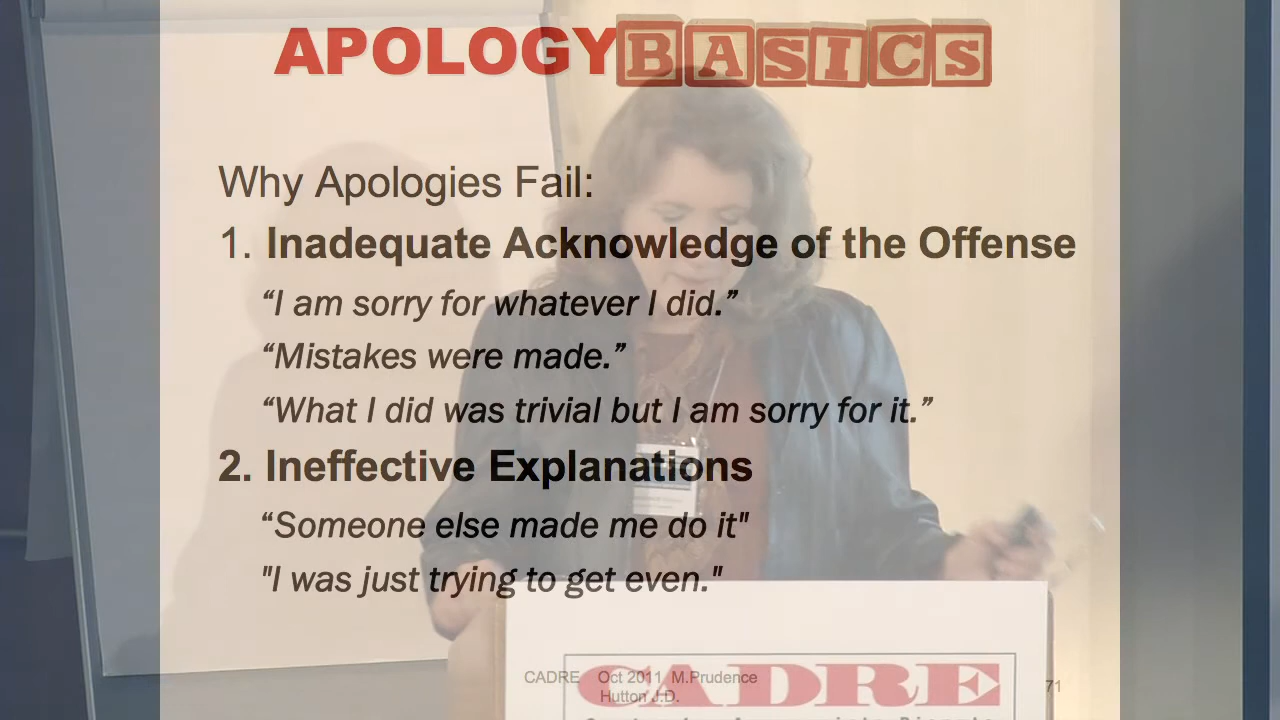 APOLOGY BASICS
Why Apologies Fail:
1. Inadequate Acknowledge of the Offense
“I am sorry for whatever I did.”
“Mistakes were made.”
“What I did was trivial but I am sorry for it.”
2. Ineffective Explanations
“Someone else made me do it"
"I was just trying to get even."
CADRE Oct 2011 M.Prudence
Hutton J.D.
71
CADRE